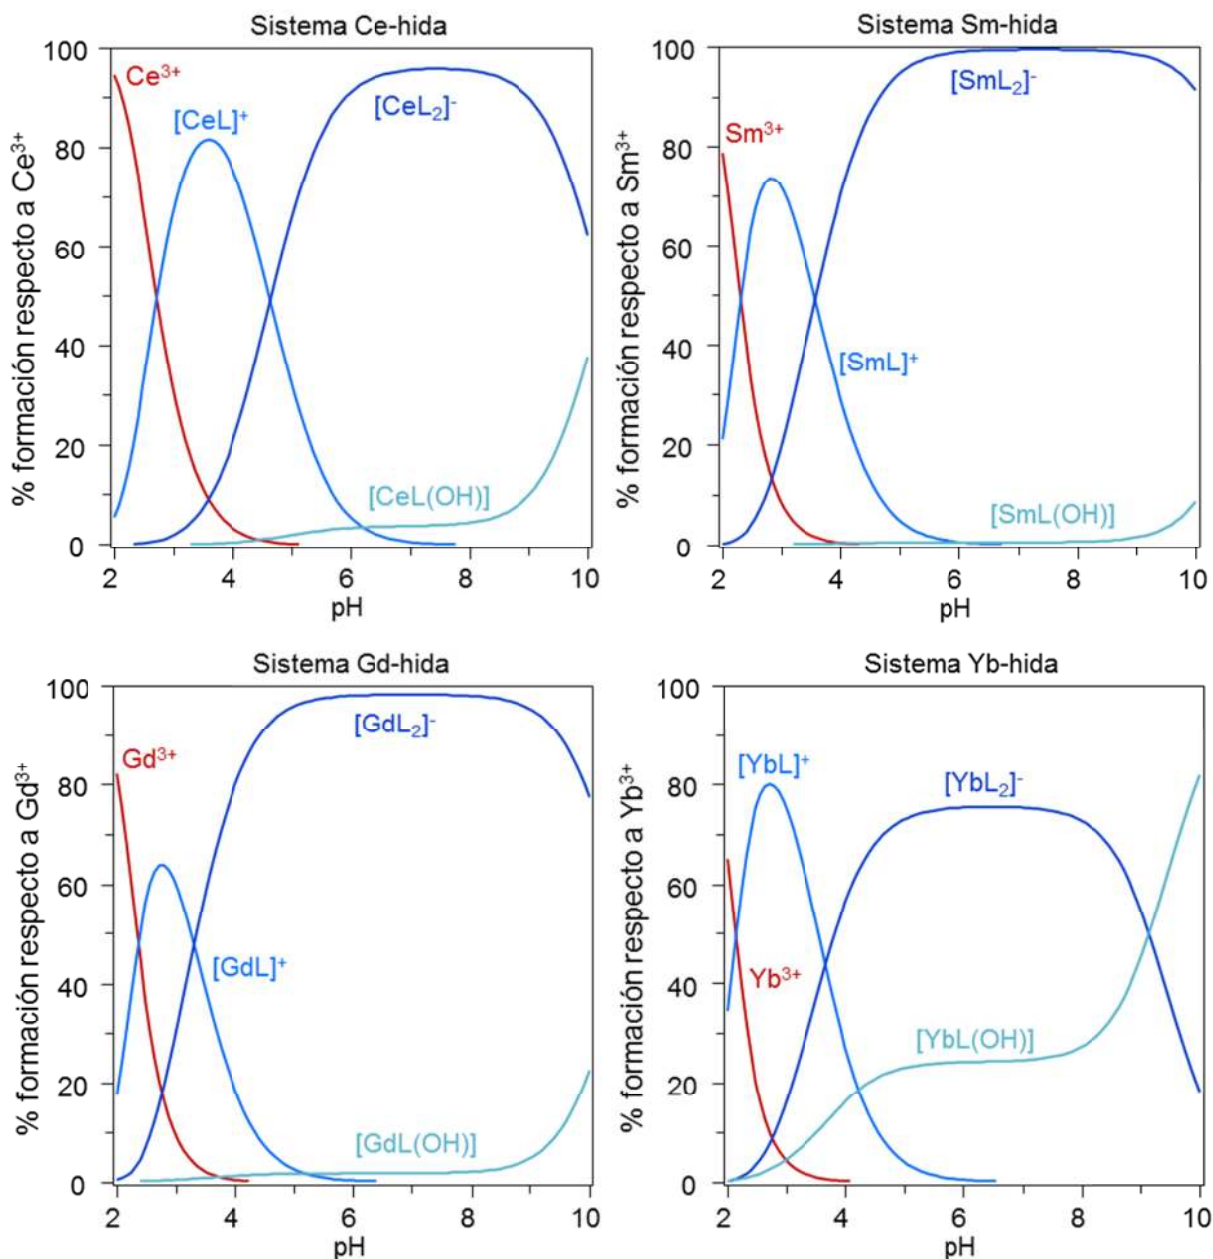 Sistema Ce-hida
% formación respecto a Ce³⁺
100
80
60
40
20
0
Ce³⁺
[CeL]⁺
[CeL₂]⁻
[CeL(OH)]
2 4 6 8 10
pH
Sistema Sm-hida
% formación respecto a Sm³⁺
100
80
60
40
20
0
Sm³⁺
[SmL₂]⁻
[SmL]⁺
[SmL(OH)]
2 4 6 8 10
pH
Sistema Gd-hida
% formación respecto a Gd³⁺
100
80
60
40
20
0
Gd³⁺
[GdL₂]⁻
[GdL]⁺
[GdL(OH)]
2 4 6 8 10
pH
Sistema Yb-hida
% formación respecto a Yb³⁺
100
80
60
40
20
0
[YbL]⁺
[YbL₂]⁻
Yb³⁺
[YbL(OH)]
2 4 6 8 10
pH